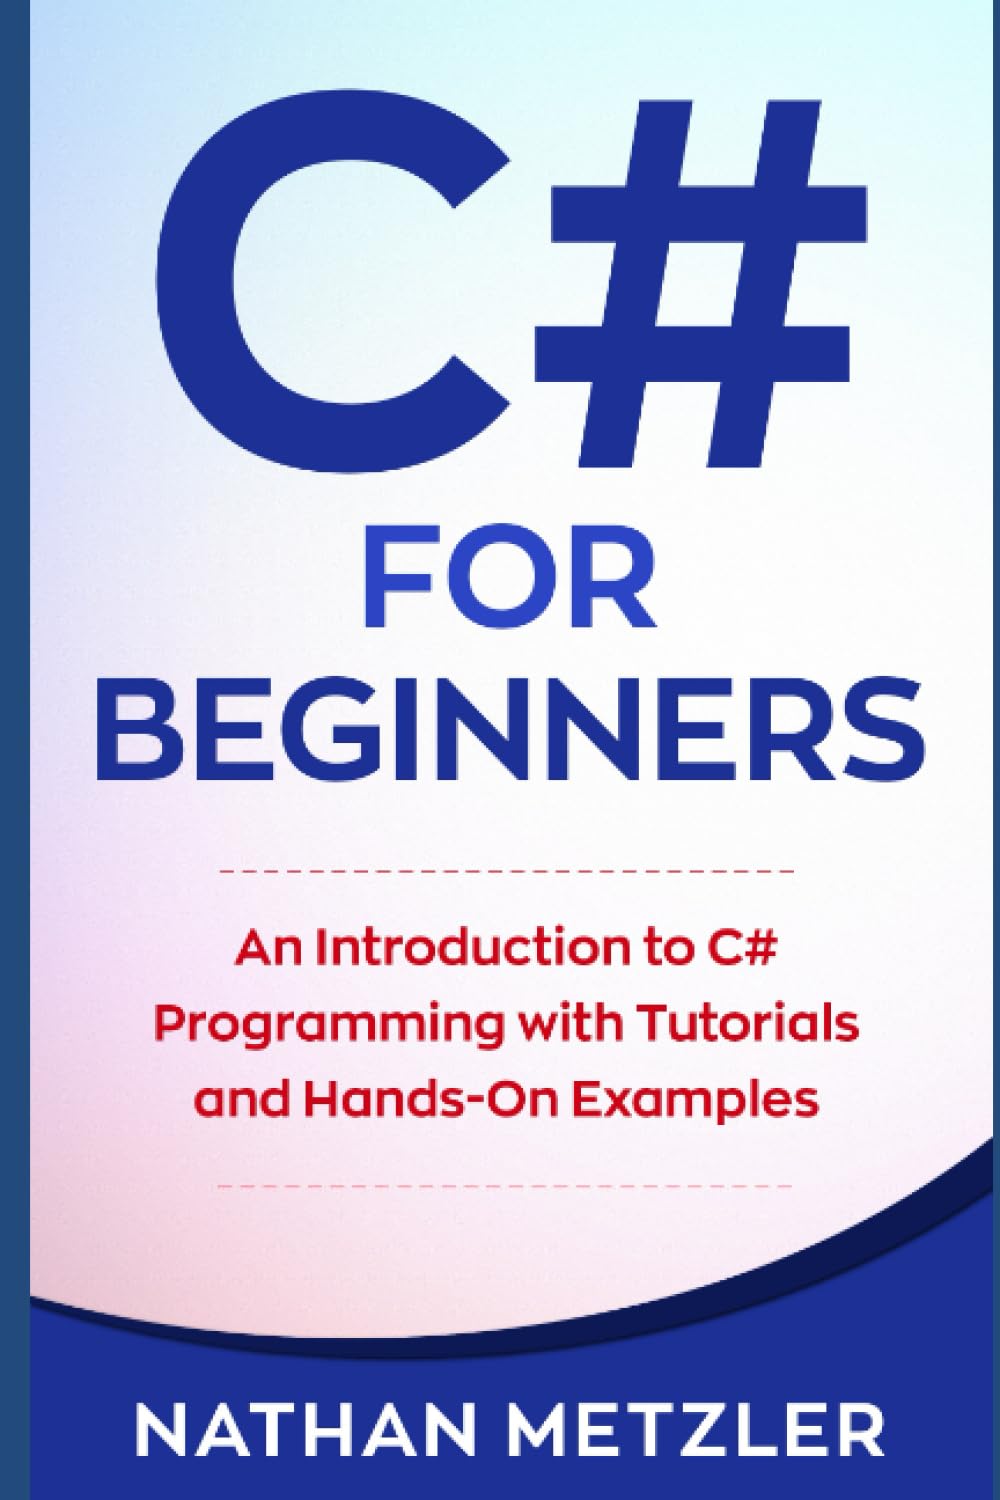 C#
FOR
BEGINNERS
An Introduction to C#
Programming with Tutorials
and Hands-On Examples
NATHAN METZLER